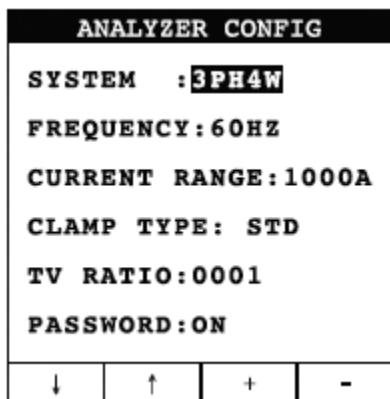 ANALYZER CONFIG
SYSTEM :3PH4W
FREQUENCY:60HZ
CURRENT RANGE:1000A
CLAMP TYPE: STD
TV RATIO:0001
PASSWORD:ON
↓ ↑ + -